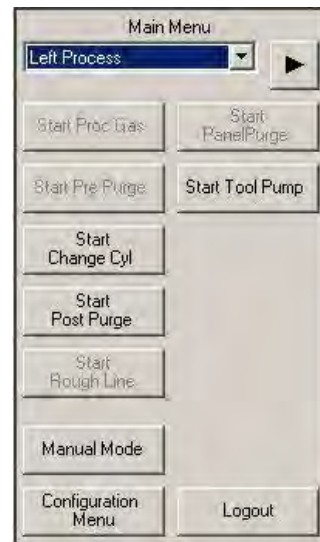 Main Menu
Left Process
Start Proc Gas
Start
PanelPurge
Start Pre Purge
Start Tool Pump
Start
Change Cyl
Start
Post Purge
Start
Rough Line
Manual Mode
Configuration
Menu
Logout